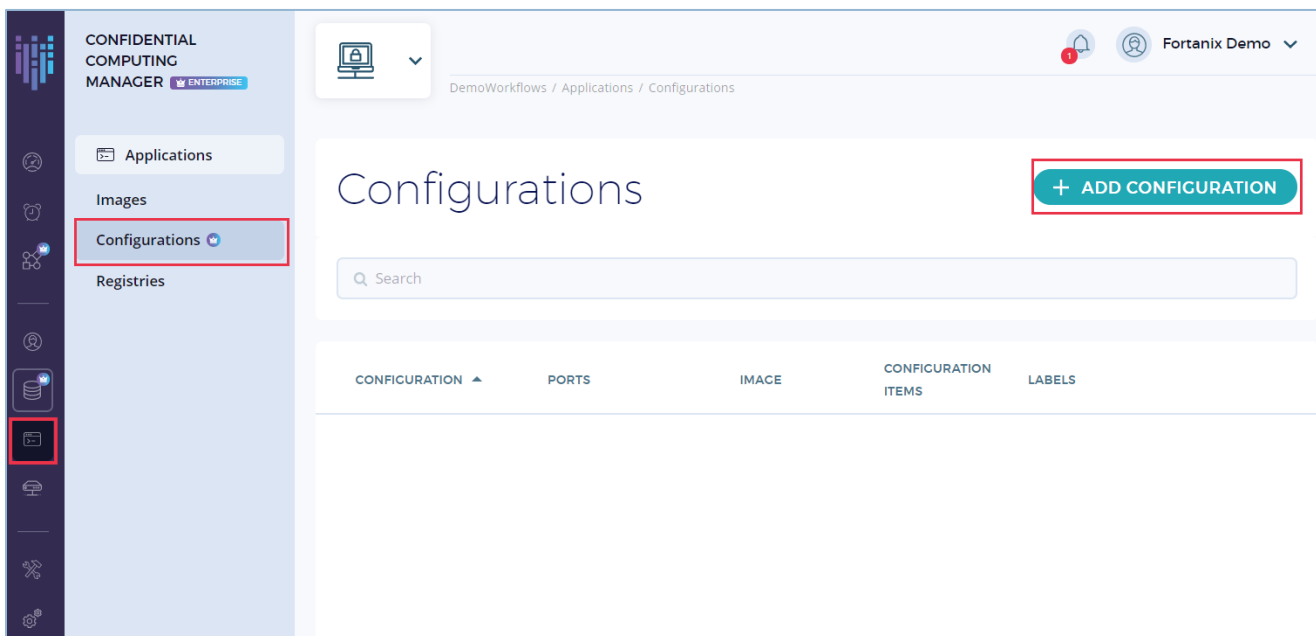 CONFIDENTIAL
COMPUTING
MANAGER ENTERPRISE
1
Fortanix Demo
DemoWorkflows / Applications / Configurations
Applications
Images
Configurations
Registries
Configurations
+ ADD CONFIGURATION
Search
CONFIGURATION
PORTS
IMAGE
CONFIGURATION
ITEMS
LABELS